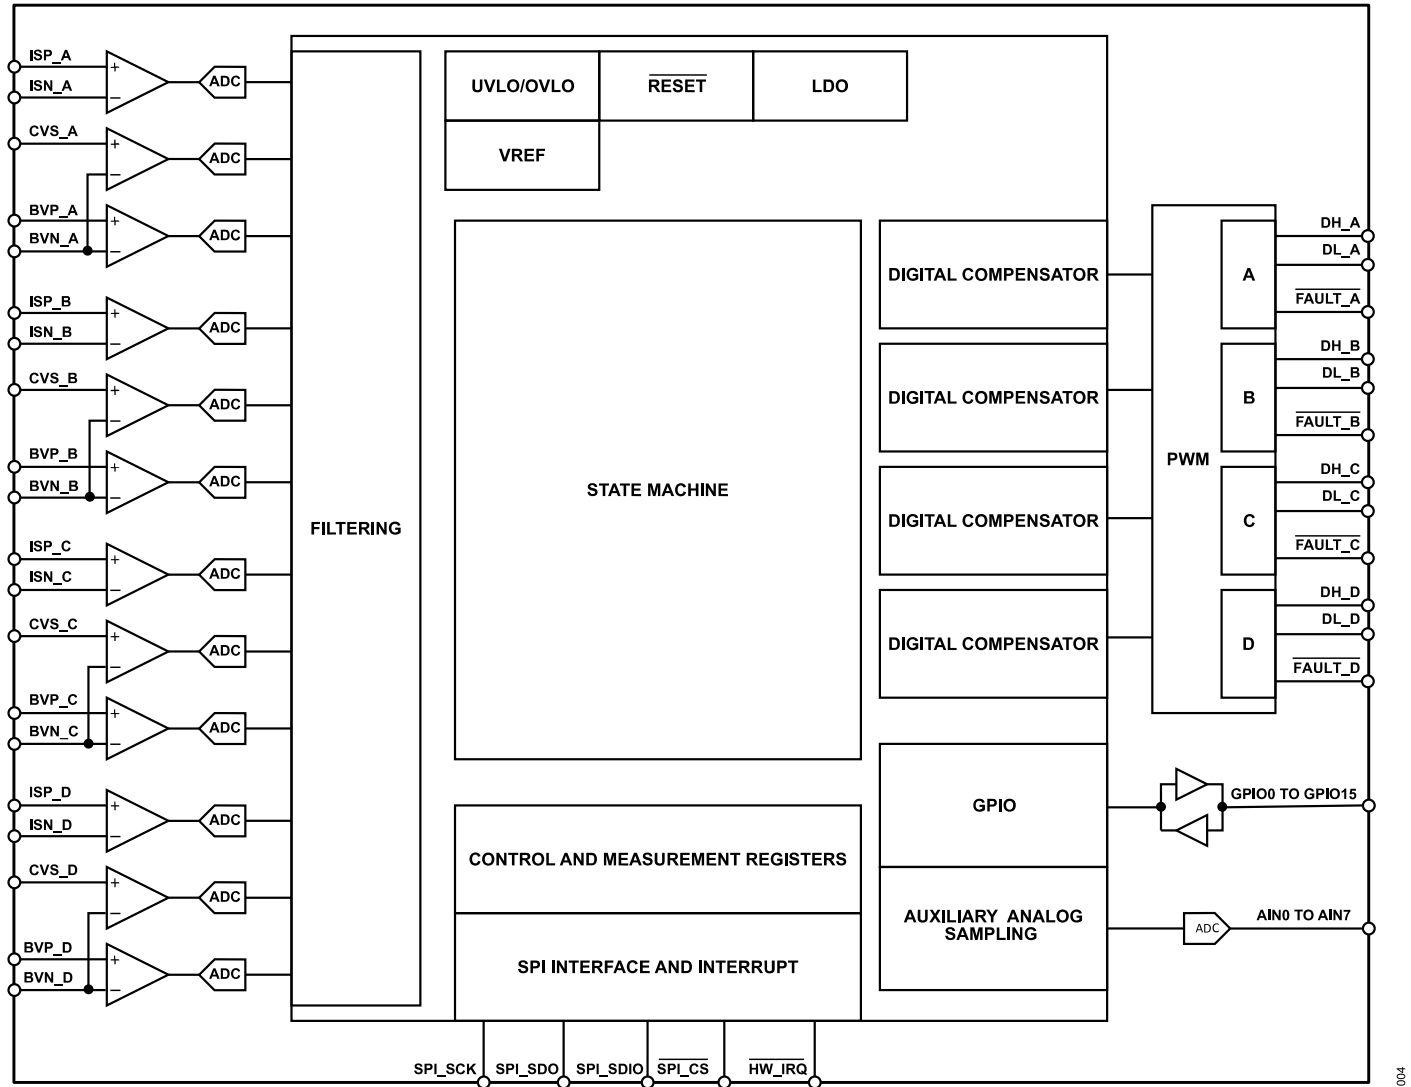 ISP_A
+
ADC
ISN_A
−
CVS_A
+
ADC
−
BVP_A
+
ADC
BVN_A
−
ISP_B
+
ADC
ISN_B
−
CVS_B
+
ADC
−
BVP_B
+
ADC
BVN_B
−
ISP_C
+
ADC
ISN_C
−
CVS_C
+
ADC
−
BVP_C
+
ADC
BVN_C
−
ISP_D
+
ADC
ISN_D
−
CVS_D
+
ADC
−
BVP_D
+
ADC
BVN_D
−
FILTERING
UVLO/OVLO
RESET
LDO
VREF
STATE MACHINE
CONTROL AND MEASUREMENT REGISTERS
SPI INTERFACE AND INTERRUPT
SPI_SCK
SPI_SDO
SPI_SDIO
SPI_CS
HW_IRQ
DIGITAL COMPENSATOR
DIGITAL COMPENSATOR
DIGITAL COMPENSATOR
DIGITAL COMPENSATOR
GPIO
AUXILIARY ANALOG
SAMPLING
PWM
A
B
C
D
DH_A
DL_A
FAULT_A
DH_B
DL_B
FAULT_B
DH_C
DL_C
FAULT_C
DH_D
DL_D
FAULT_D
GPIO0 TO GPIO15
ADC
AIN0 TO AIN7
004